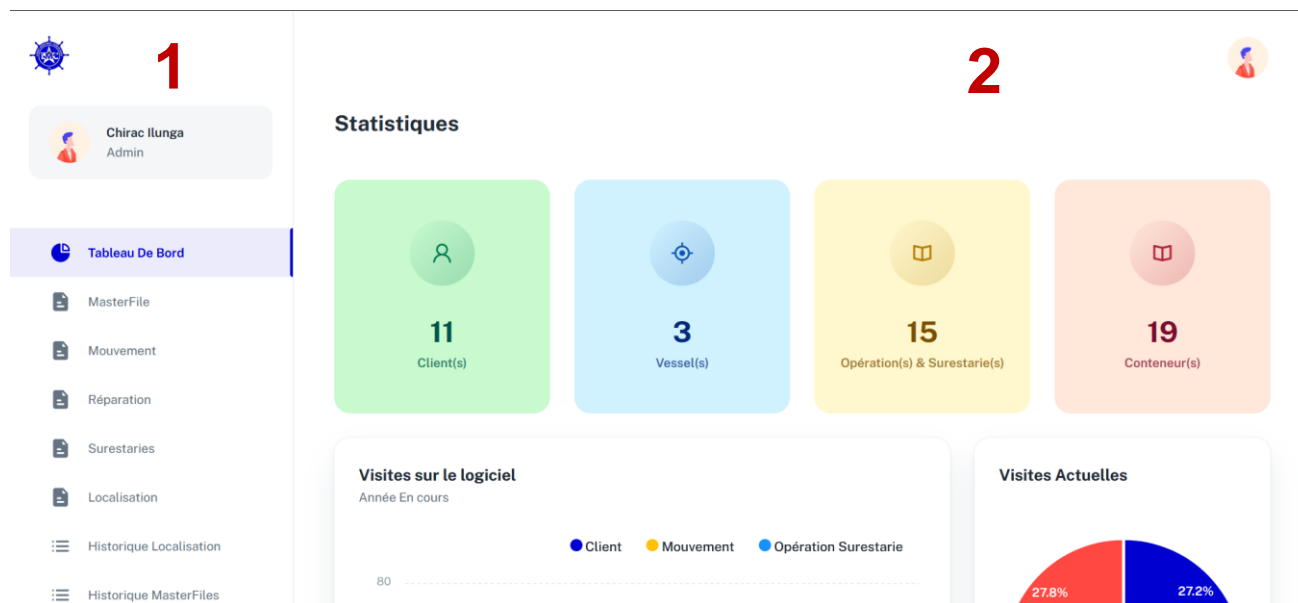 1
2
Chirac Ilunga
Admin
Statistiques
Tableau De Bord
MasterFile
Mouvement
Réparation
Surestaries
Localisation
Historique Localisation
Historique MasterFiles
11
Client(s)
3
Vessel(s)
15
Opération(s) & Surestarie(s)
19
Conteneur(s)
Visites sur le logiciel
Année En cours
Client Mouvement Opération Surestarie
80
Visites Actuelles
27.8% 27.2%